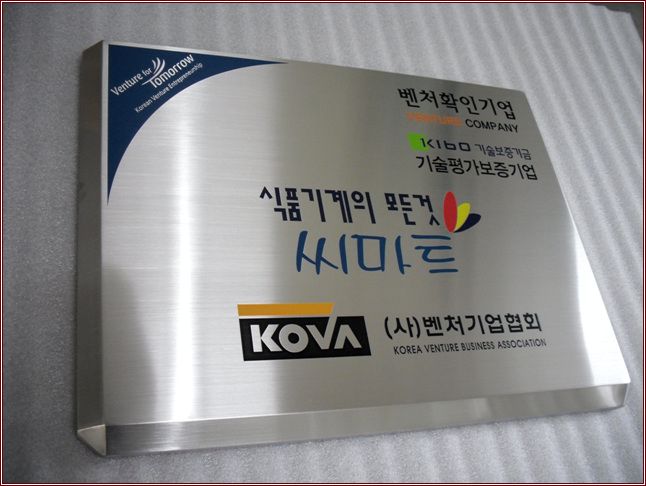 Venture for
Tomorrow
Korean Venture Entrepreneurship
벤처확인기업
VENTURE COMPANY
KIBO 기술보증기금
기술평가보증기업
식품기계의 모든것
씨마트
KOVA
(사)벤처기업협회
KOREA VENTURE BUSINESS ASSOCIATION